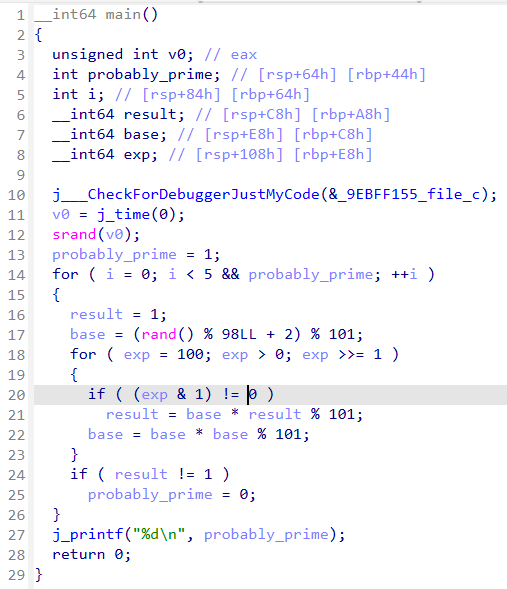 1 __int64 main()
2 {
3 unsigned int v0; // eax
4 int probably_prime; // [rsp+64h] [rbp+44h]
5 int i; // [rsp+84h] [rbp+64h]
6 __int64 result; // [rsp+C8h] [rbp+A8h]
7 __int64 base; // [rsp+E8h] [rbp+C8h]
8 __int64 exp; // [rsp+108h] [rbp+E8h]
9
10 j___CheckForDebuggerJustMyCode(&_9EBFF155_file_c);
11 v0 = j_time(0);
12 srand(v0);
13 probably_prime = 1;
14 for ( i = 0; i < 5 && probably_prime; ++i )
15 {
16 result = 1;
17 base = (rand() % 98LL + 2) % 101;
18 for ( exp = 100; exp > 0; exp >>= 1 )
19 {
20 if ( (exp & 1) != 0 )
21 result = base * result % 101;
22 base = base * base % 101;
23 }
24 if ( result != 1 )
25 probably_prime = 0;
26 }
27 j_printf("%d\n", probably_prime);
28 return 0;
29 }